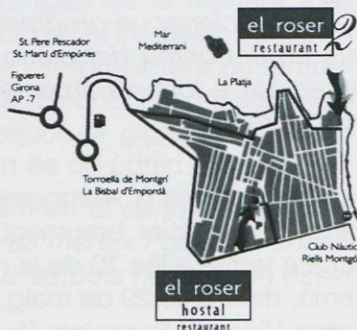 el roser 2
restaurant
Mar
Mediterrani
St. Pere Pescador
St. Martí d'Empúries
La Platja
Figueres
Girona
AP -7
Torroella de Montgrí
La Bisbal d'Empordà
Club Nàutic
Riells Montgó
el roser
hostal
restaurant